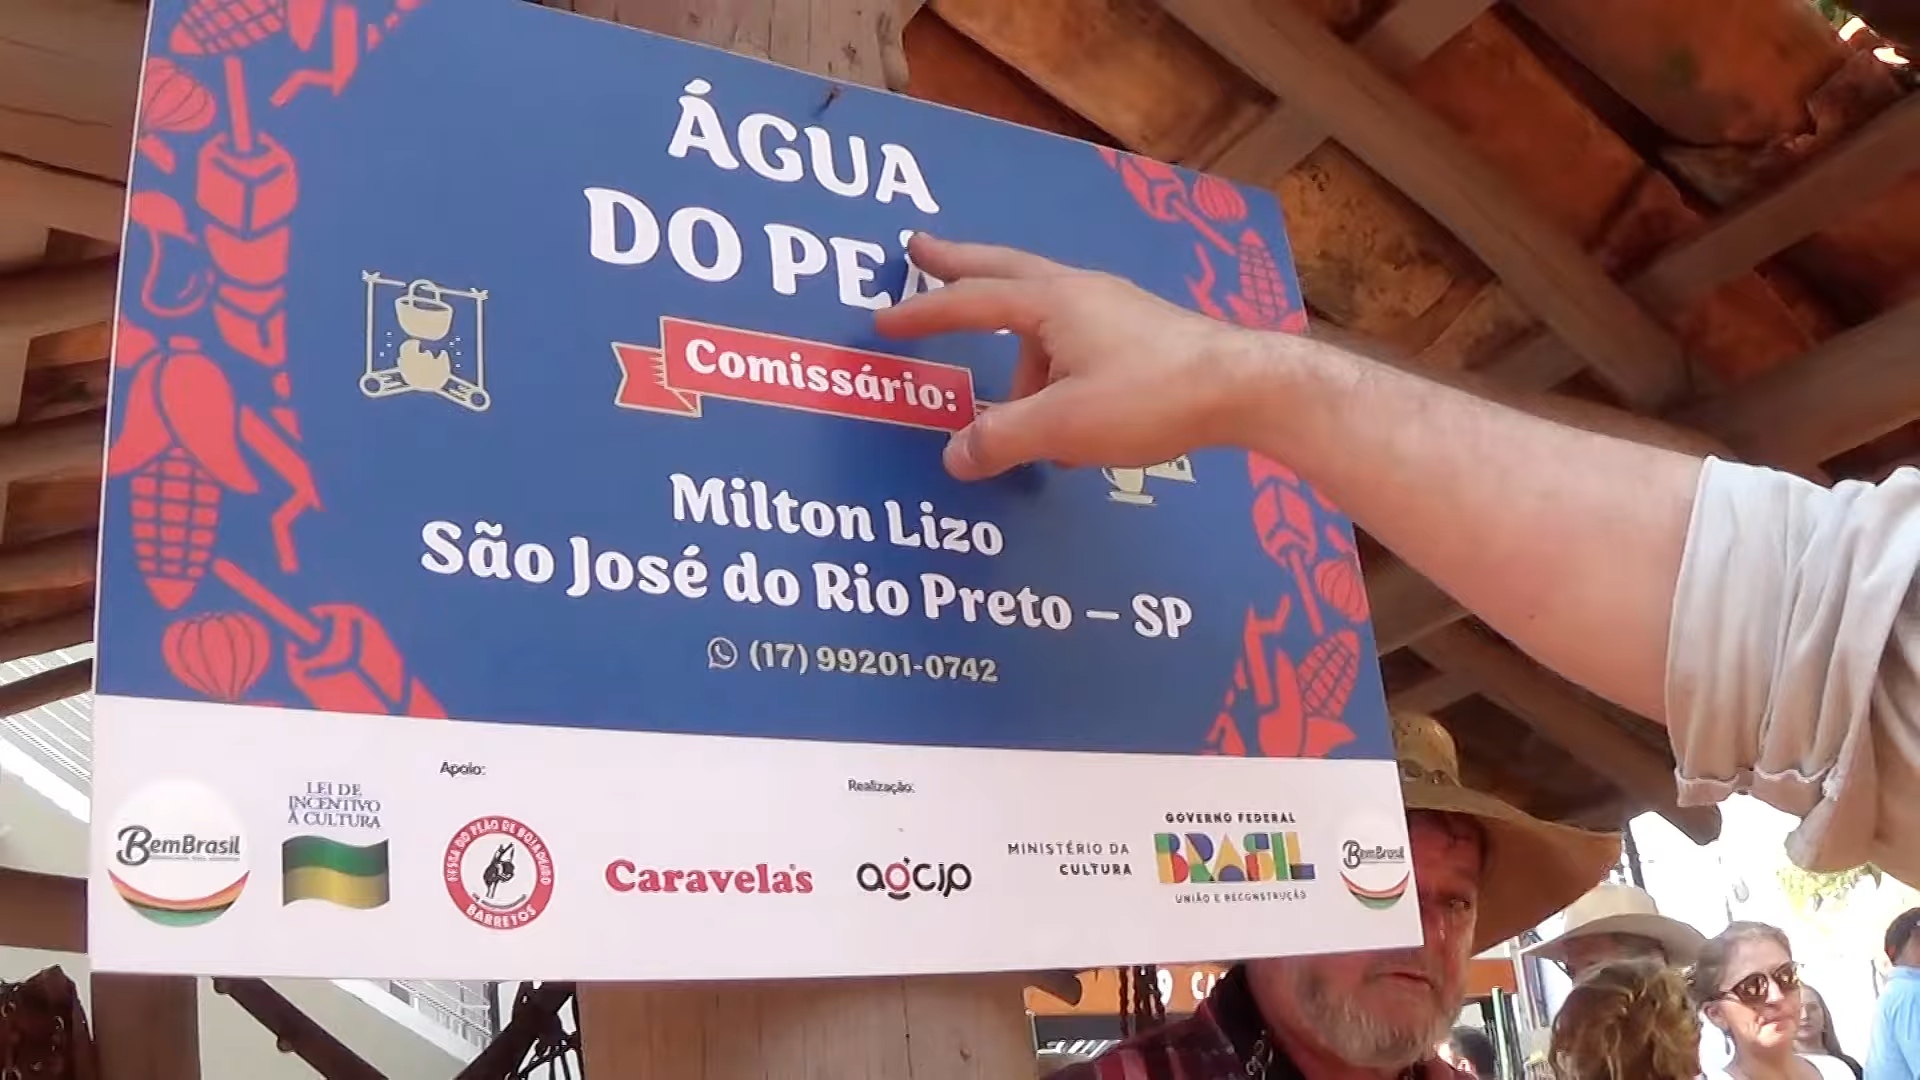 ÁGUA
DO PEÃ
Comissário:
Milton Lizo
São José do Rio Preto – SP
(17) 99201-0742
Apoio:
Realização:
BemBrasil
LEI DE
INCENTIVO
À CULTURA
FESTA DO PEÃO DE BOIADEIRO
BARRETOS
Caravela's
agcip
MINISTÉRIO DA
CULTURA
GOVERNO FEDERAL
BRASIL
UNIÃO E RECONSTRUÇÃO
BemBrasil